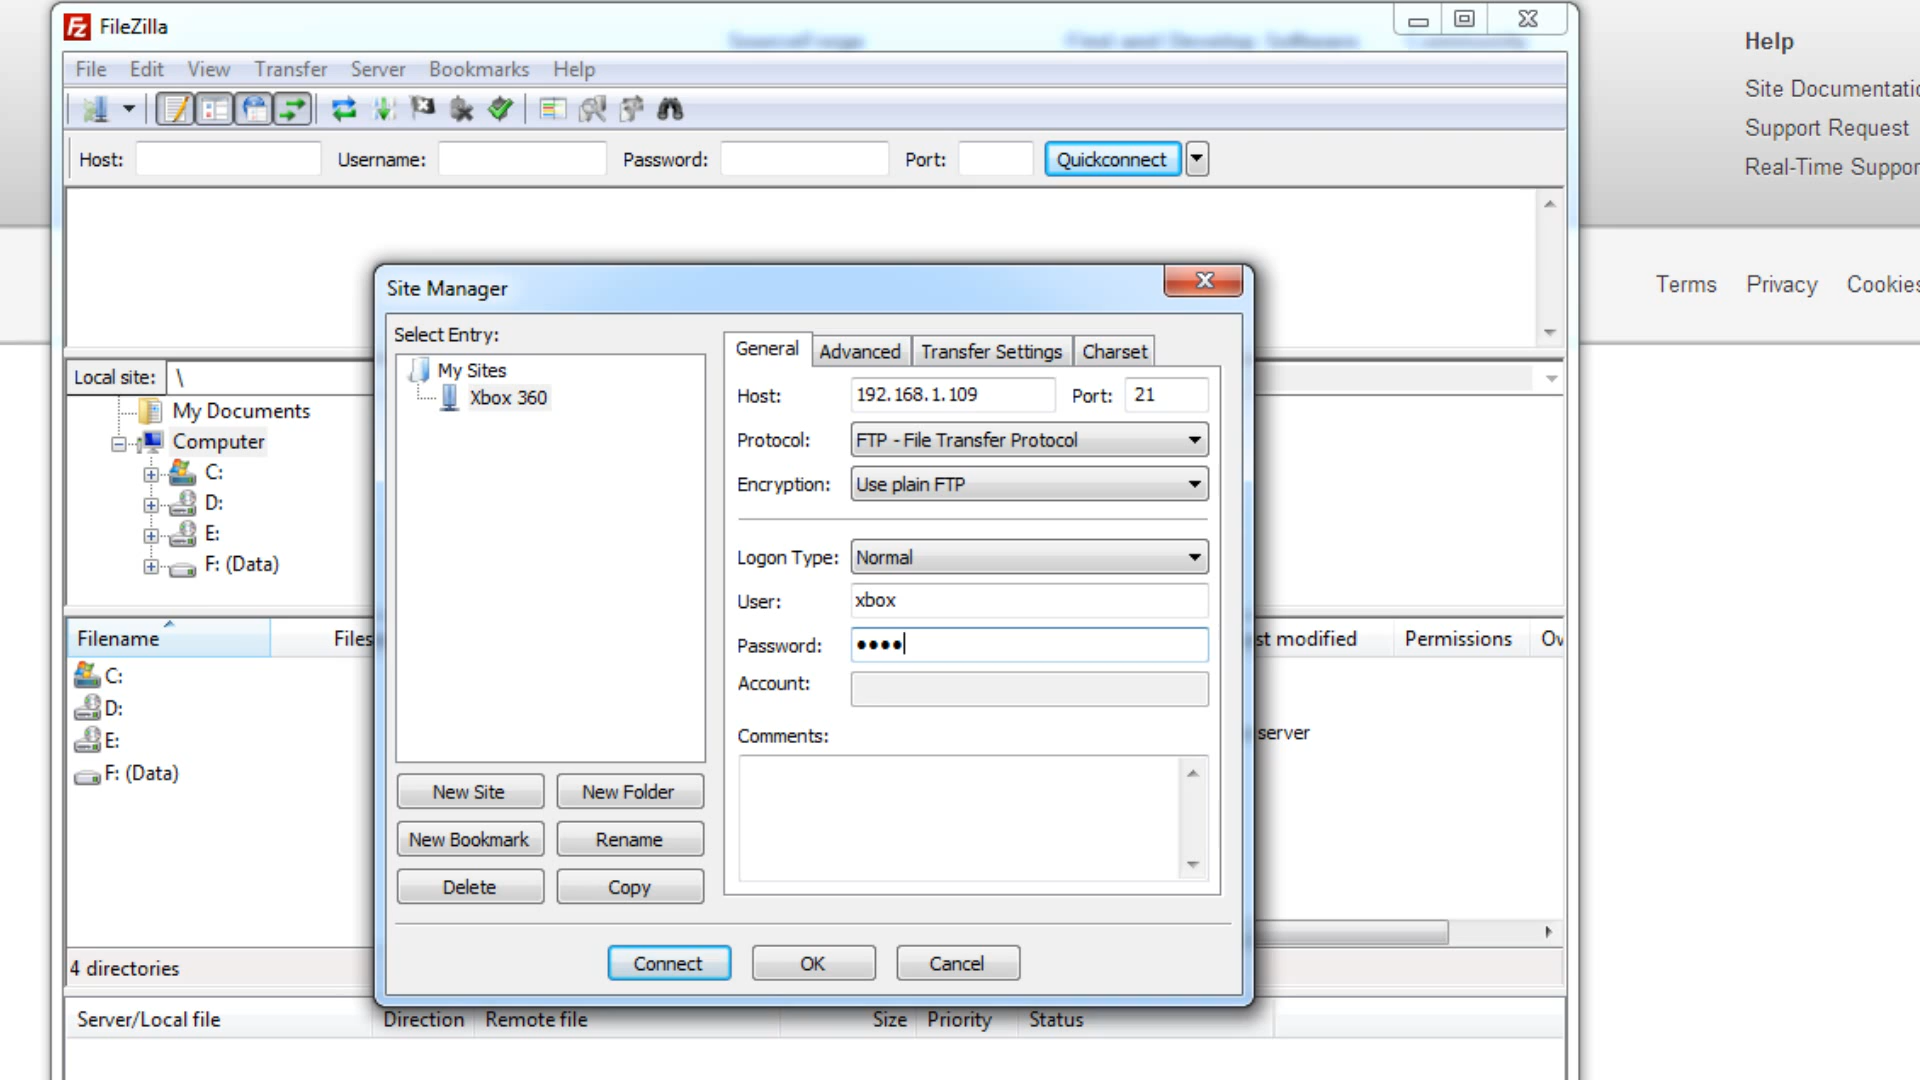 FileZilla
File Edit View Transfer Server Bookmarks Help
Host: Username: Password: Port: Quickconnect
Site Manager
Select Entry:
My Sites
Xbox 360
General Advanced Transfer Settings Charset
Host: 192.168.1.109 Port: 21
Protocol: FTP - File Transfer Protocol
Encryption: Use plain FTP
Logon Type: Normal
User: xbox
Password: ●●●●
Account:
Comments:
New Site New Folder
New Bookmark Rename
Delete Copy
Connect OK Cancel
Local site: \
My Documents
Computer
C:
D:
E:
F: (Data)
Filename Files
C:
D:
E:
F: (Data)
4 directories
st modified Permissions Ov
server
Server/Local file Direction Remote file Size Priority Status
Help
Site Documentatio
Support Request
Real-Time Suppor
Terms Privacy Cookies